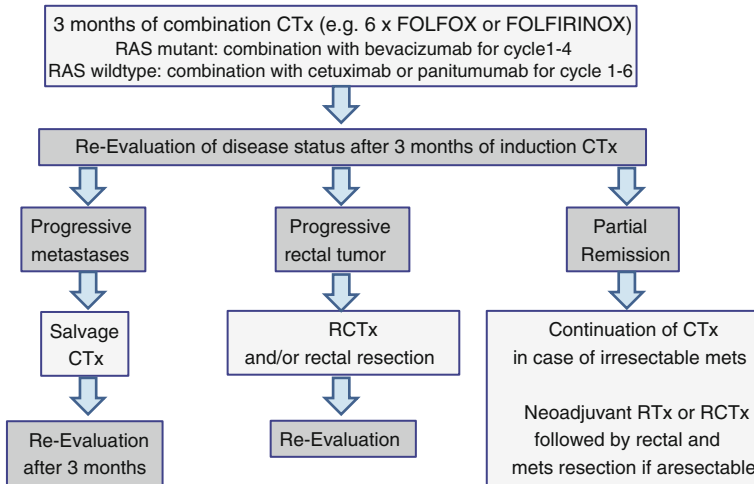 3 months of combination CTx (e.g. 6 x FOLFOX or FOLFIRINOX)
RAS mutant: combination with bevacizumab for cycle1-4
RAS wildtype: combination with cetuximab or panitumumab for cycle 1-6
Re-Evaluation of disease status after 3 months of induction CTx
Progressive
metastases
Progressive
rectal tumor
Partial
Remission
Salvage
CTx
RCTx
and/or rectal resection
Continuation of CTx
in case of irresectable mets
Neoadjuvant RTx or RCTx
followed by rectal and
mets resection if aresectable
Re-Evaluation
after 3 months
Re-Evaluation